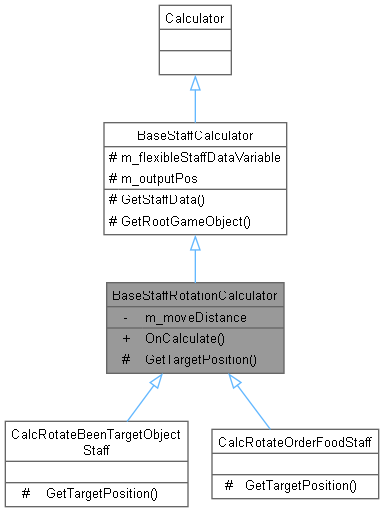 Calculator
BaseStaffCalculator
# m_flexibleStaffDataVariable
# m_outputPos
# GetStaffData()
# GetRootGameObject()
BaseStaffRotationCalculator
- m_moveDistance
+ OnCalculate()
# GetTargetPosition()
CalcRotateBeenTargetObject
Staff
# GetTargetPosition()
CalcRotateOrderFoodStaff
# GetTargetPosition()